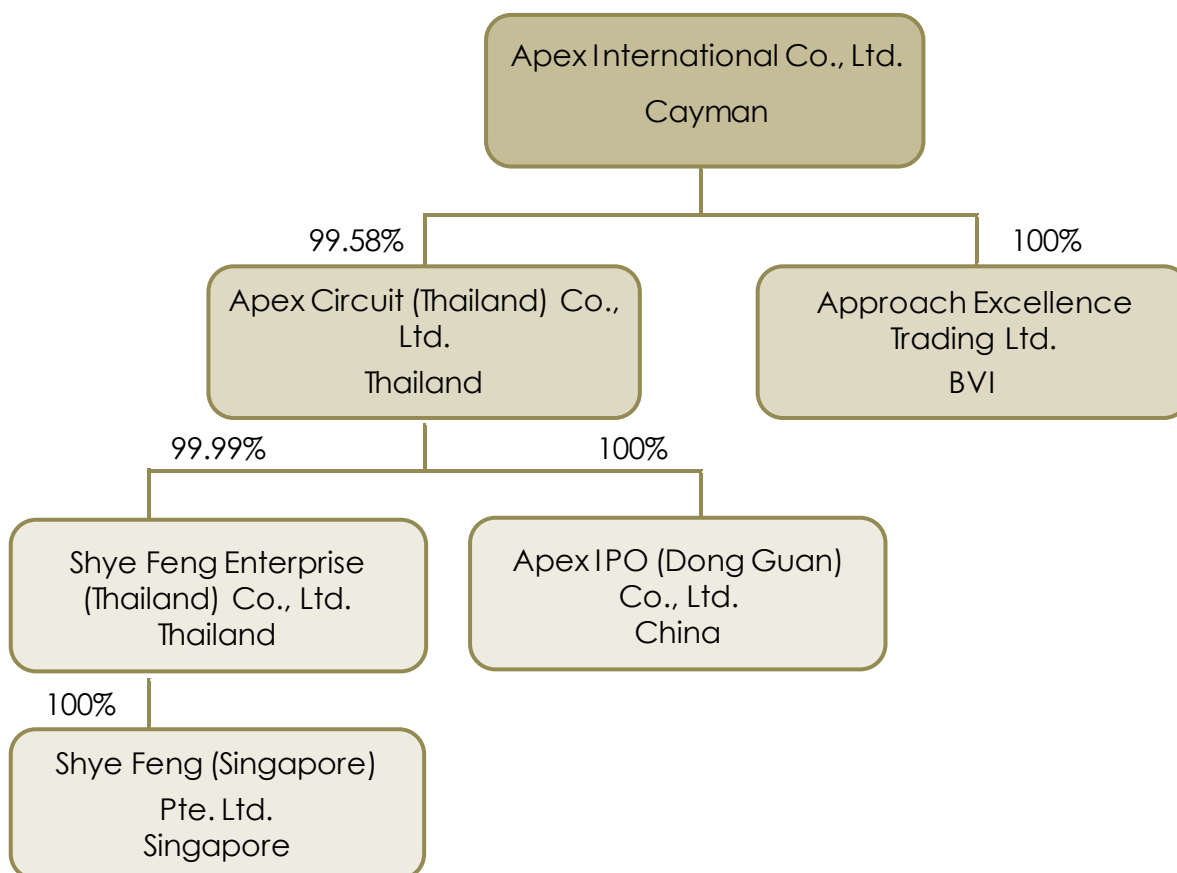 Apex International Co., Ltd.
Cayman
99.58%
100%
Apex Circuit (Thailand) Co.,
Ltd.
Thailand
Approach Excellence
Trading Ltd.
BVI
99.99%
100%
Shye Feng Enterprise
(Thailand) Co., Ltd.
Thailand
Apex IPO (Dong Guan)
Co., Ltd.
China
100%
Shye Feng (Singapore)
Pte. Ltd.
Singapore